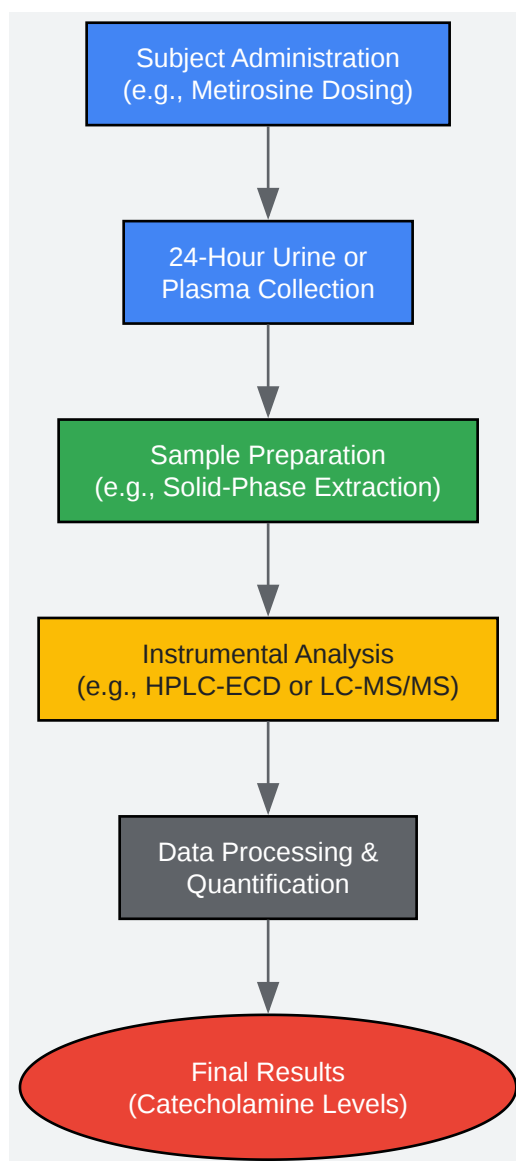 Subject Administration
(e.g., Metirosine Dosing)
24-Hour Urine or
Plasma Collection
Sample Preparation
(e.g., Solid-Phase Extraction)
Instrumental Analysis
(e.g., HPLC-ECD or LC-MS/MS)
Data Processing &
Quantification
Final Results
(Catecholamine Levels)